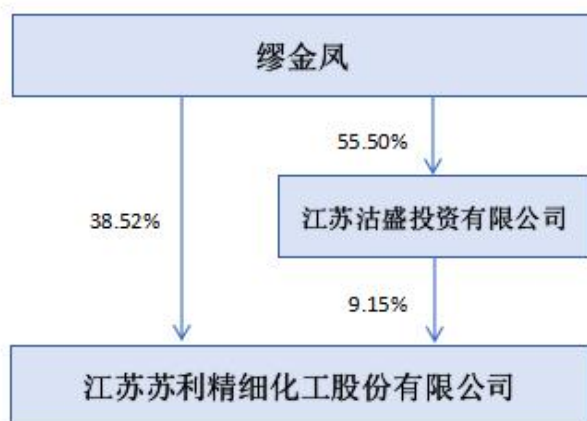 缪金凤
55.50%
江苏沽盛投资有限公司
38.52%
9.15%
江苏苏利精细化工股份有限公司